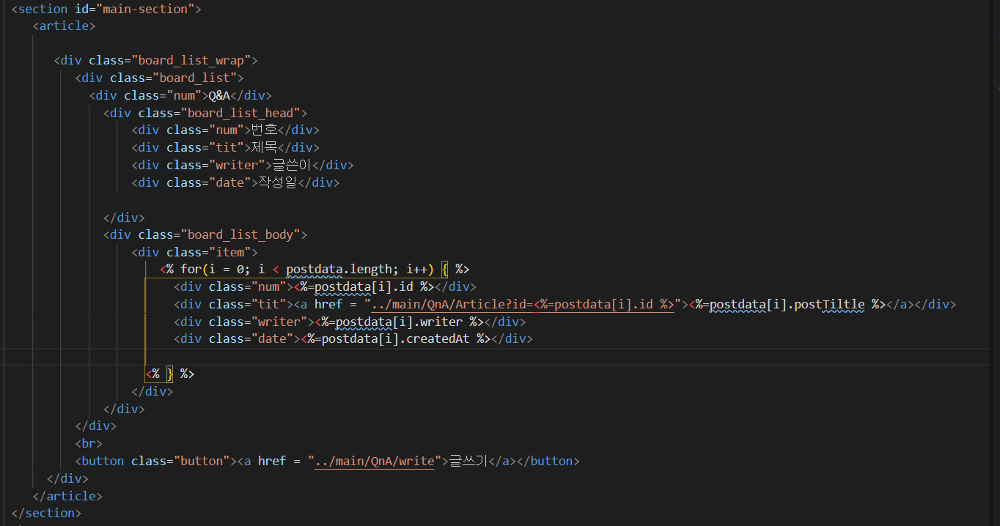 <section id="main-section">
<article>
<div class="board_list_wrap">
<div class="board_list">
<div class="num">Q&A</div>
<div class="board_list_head">
<div class="num">번호</div>
<div class="tit">제목</div>
<div class="writer">글쓴이</div>
<div class="date">작성일</div>
</div>
<div class="board_list_body">
<div class="item">
<% for(i = 0; i < postdata.length; i++) { %>
<div class="num"><%=postdata[i].id %></div>
<div class="tit"><a href = "../main/QnA/Article?id=<%=postdata[i].id %>"><%=postdata[i].postTiltle %></a></div>
<div class="writer"><%=postdata[i].writer %></div>
<div class="date"><%=postdata[i].createdAt %></div>
<% } %>
</div>
</div>
</div>
<br>
<button class="button"><a href = "../main/QnA/write">글쓰기</a></button>
</div>
</article>
</section>